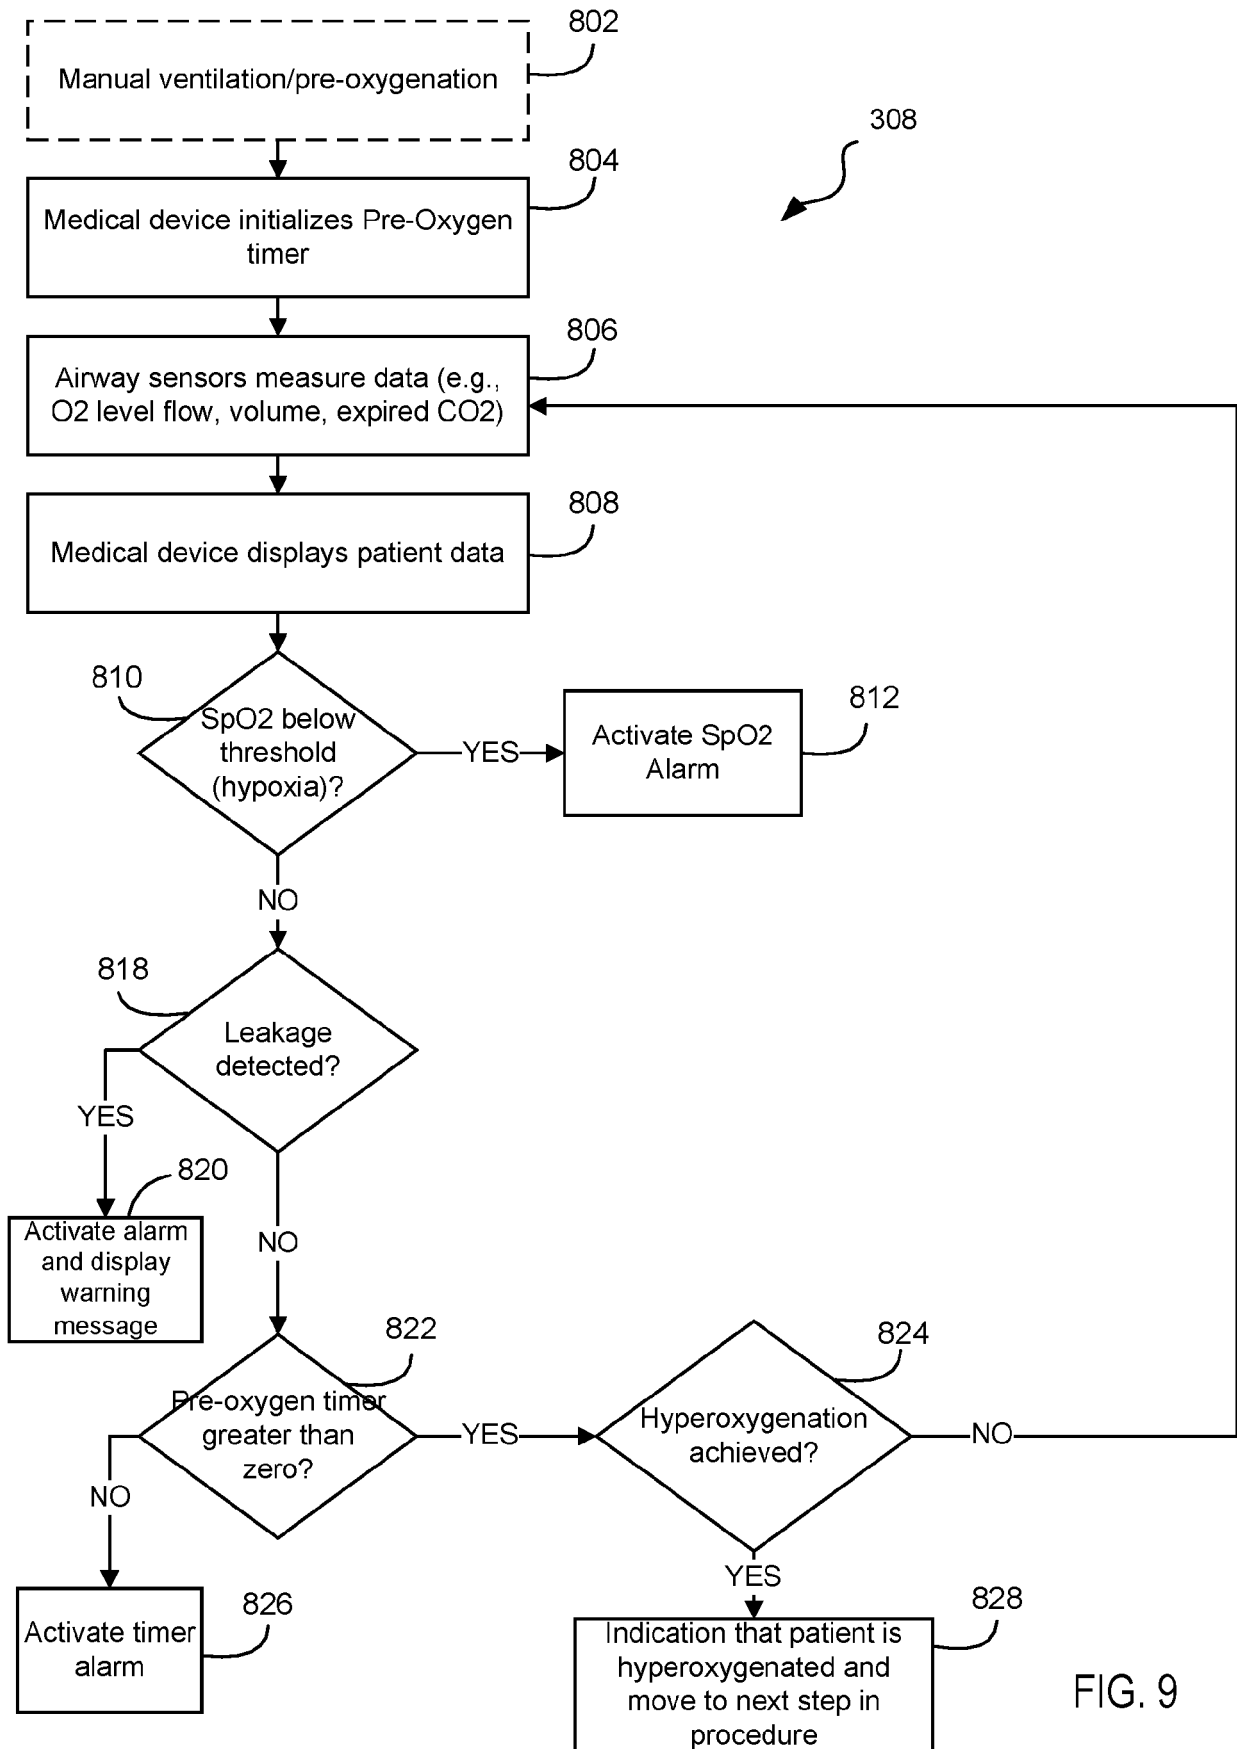 802
Manual ventilation/pre-oxygenation
308
804
Medical device initializes Pre-Oxygen
timer
806
Airway sensors measure data (e.g.,
O2 level flow, volume, expired CO2)
808
Medical device displays patient data
810
SpO2 below
threshold
(hypoxia)?
YES
812
Activate SpO2
Alarm
NO
818
Leakage
detected?
YES
820
Activate alarm
and display
warning
message
NO
822
Pre-oxygen timer
greater than
zero?
YES
824
Hyperoxygenation
achieved?
NO
NO
826
Activate timer
alarm
YES
828
Indication that patient is
hyperoxygenated and
move to next step in
procedure
FIG. 9